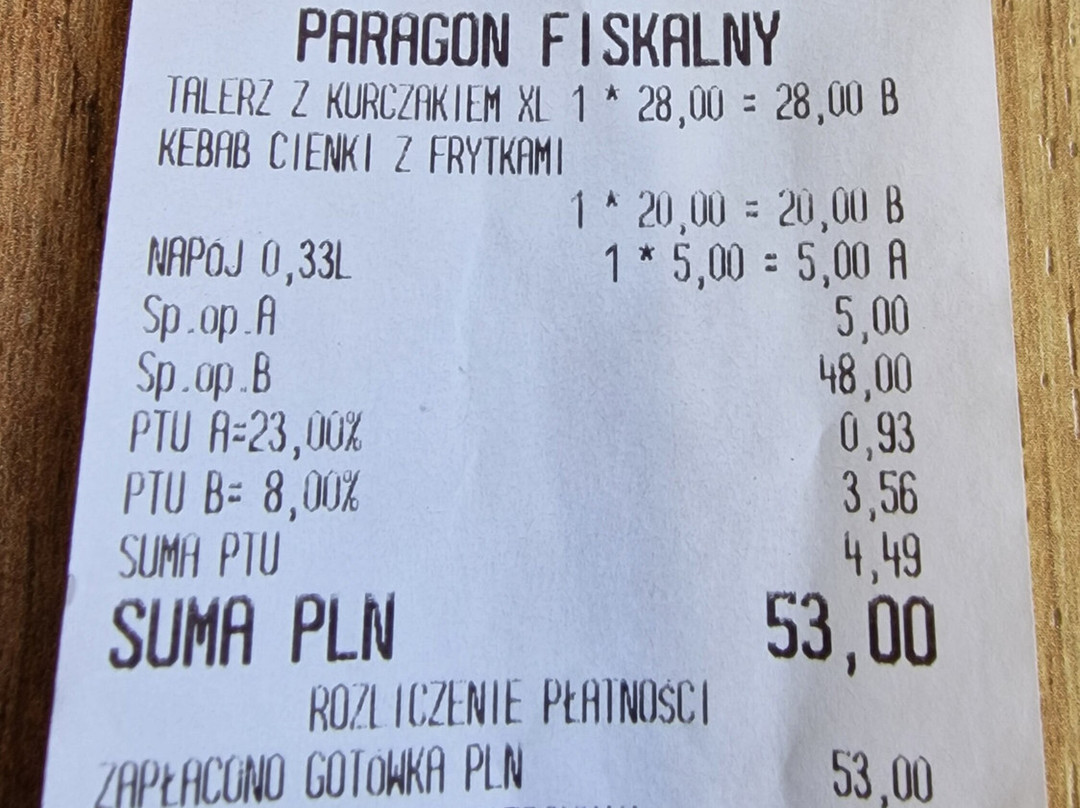 PARAGON FISKALNY
TALERZ Z KURCZAKIEM XL 1 * 28,00 = 28,00 B
KEBAB CIENKI Z FRYTKAMI
1 * 20,00 = 20,00 B
NAPÓJ 0,33L 1 * 5,00 = 5,00 A
Sp.op.A 5,00
Sp.op.B 48,00
PTU A=23,00% 0,93
PTU B= 8,00% 3,56
SUMA PTU 4,49
SUMA PLN 53,00
ROZLICZENIE PŁATNOŚCI
ZAPŁACONO GOTÓWKA PLN 53,00